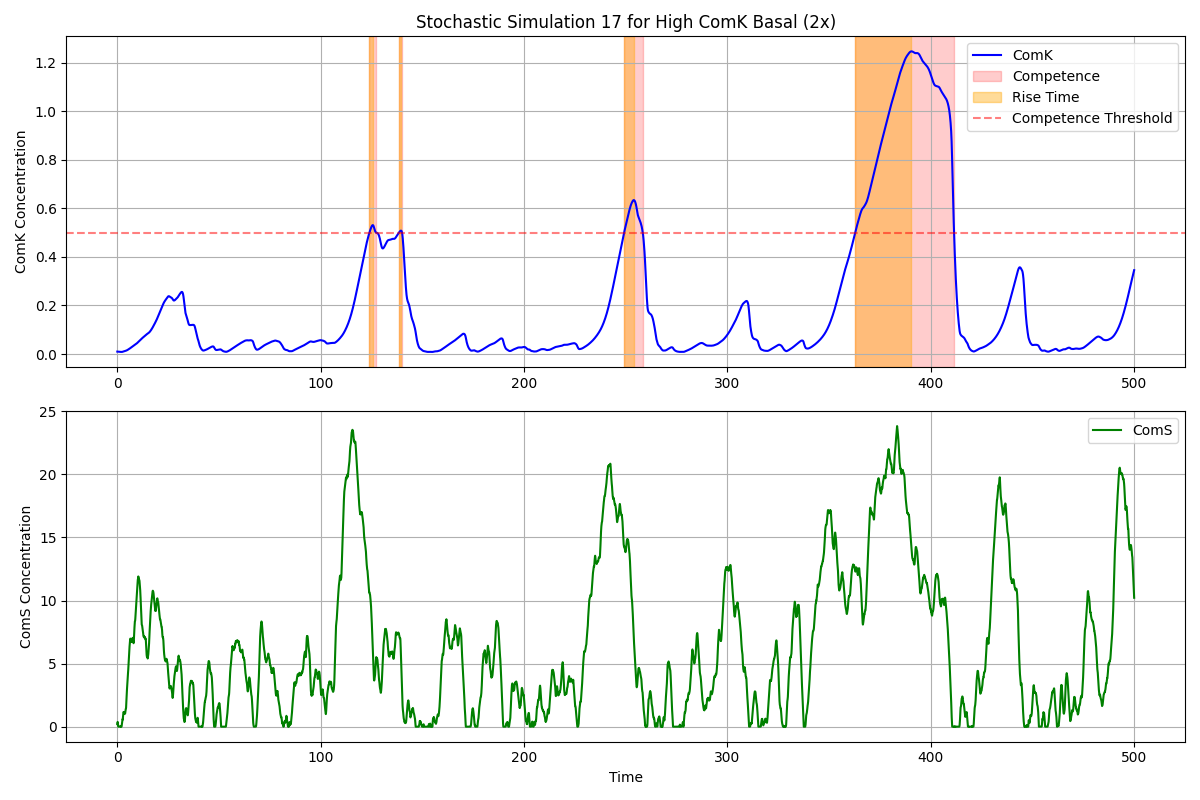 Stochastic Simulation 17 for High ComK Basal (2x)
ComK Concentration
1.2
1.0
0.8
0.6
0.4
0.2
0.0
ComK
Competence
Rise Time
Competence Threshold
0 100 200 300 400 500
ComS Concentration
25
20
15
10
5
0
ComS
0 100 200 300 400 500
Time